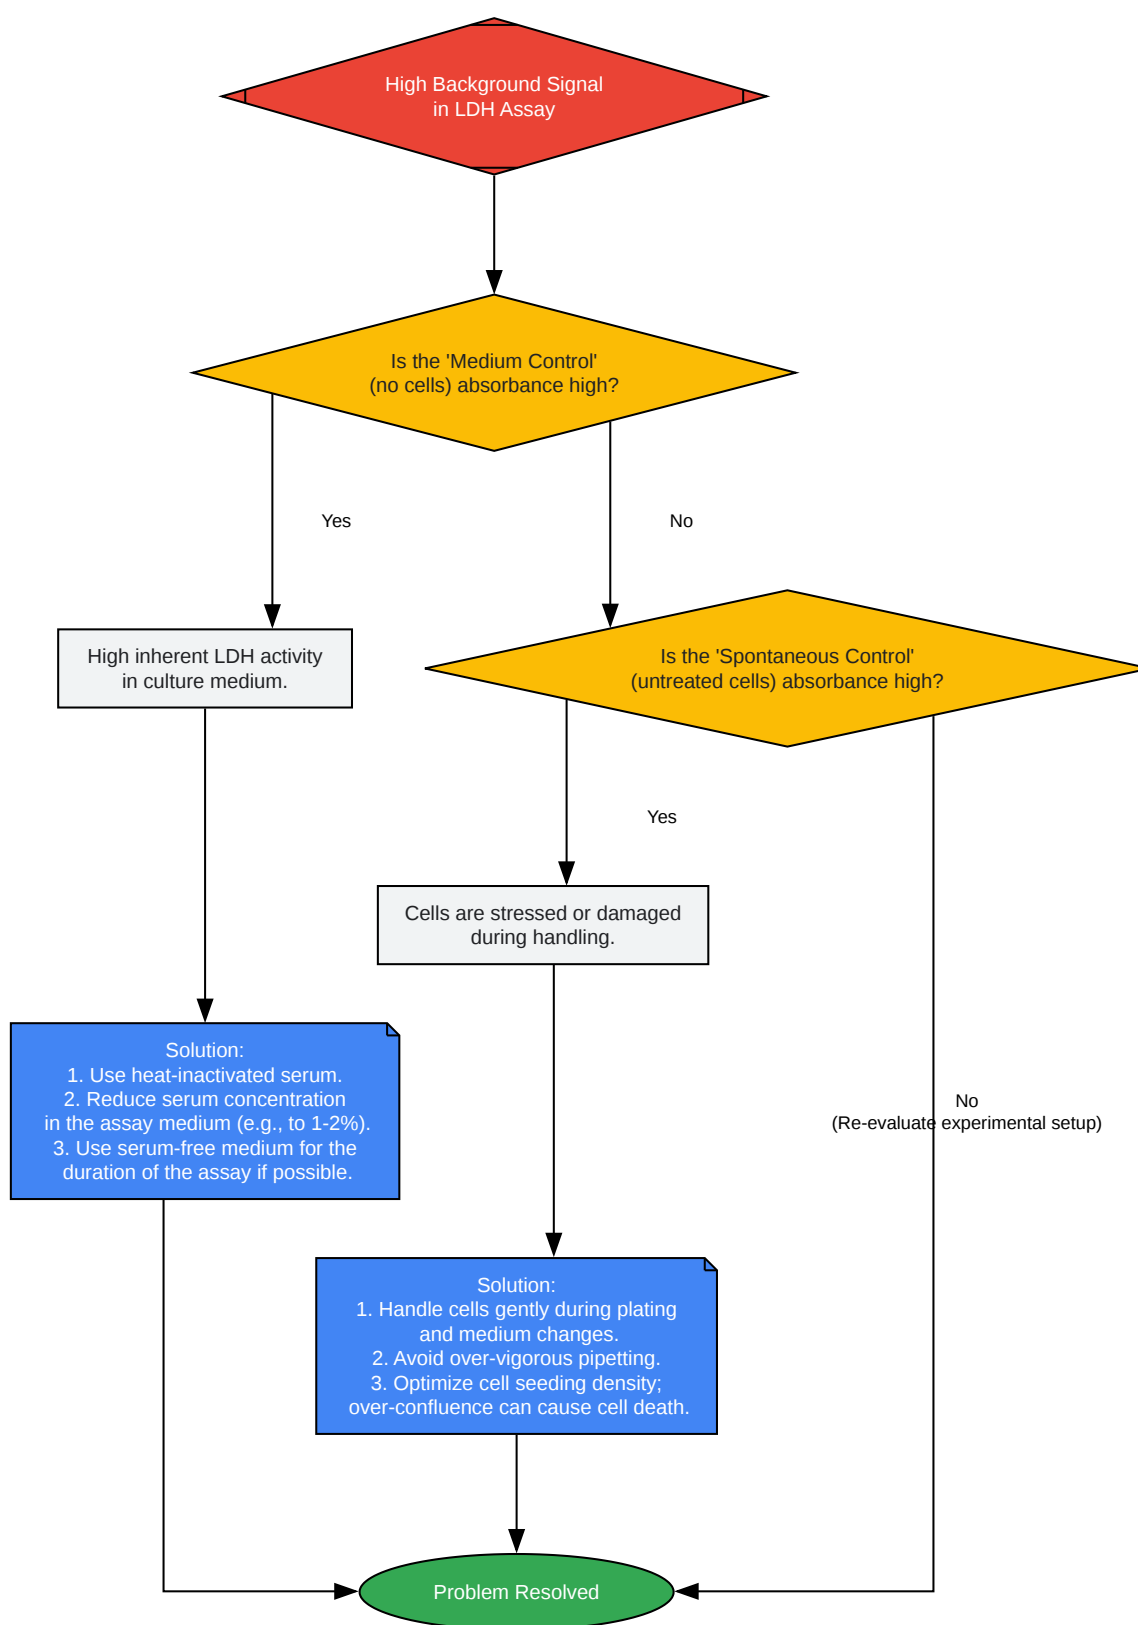 High Background Signal
in LDH Assay
Is the 'Medium Control'
(no cells) absorbance high?
Yes
No
High inherent LDH activity
in culture medium.
Is the 'Spontaneous Control'
(untreated cells) absorbance high?
Yes
Cells are stressed or damaged
during handling.
Solution:
1. Use heat-inactivated serum.
2. Reduce serum concentration
in the assay medium (e.g., to 1-2%).
3. Use serum-free medium for the
duration of the assay if possible.
No
(Re-evaluate experimental setup)
Solution:
1. Handle cells gently during plating
and medium changes.
2. Avoid over-vigorous pipetting.
3. Optimize cell seeding density;
over-confluence can cause cell death.
Problem Resolved